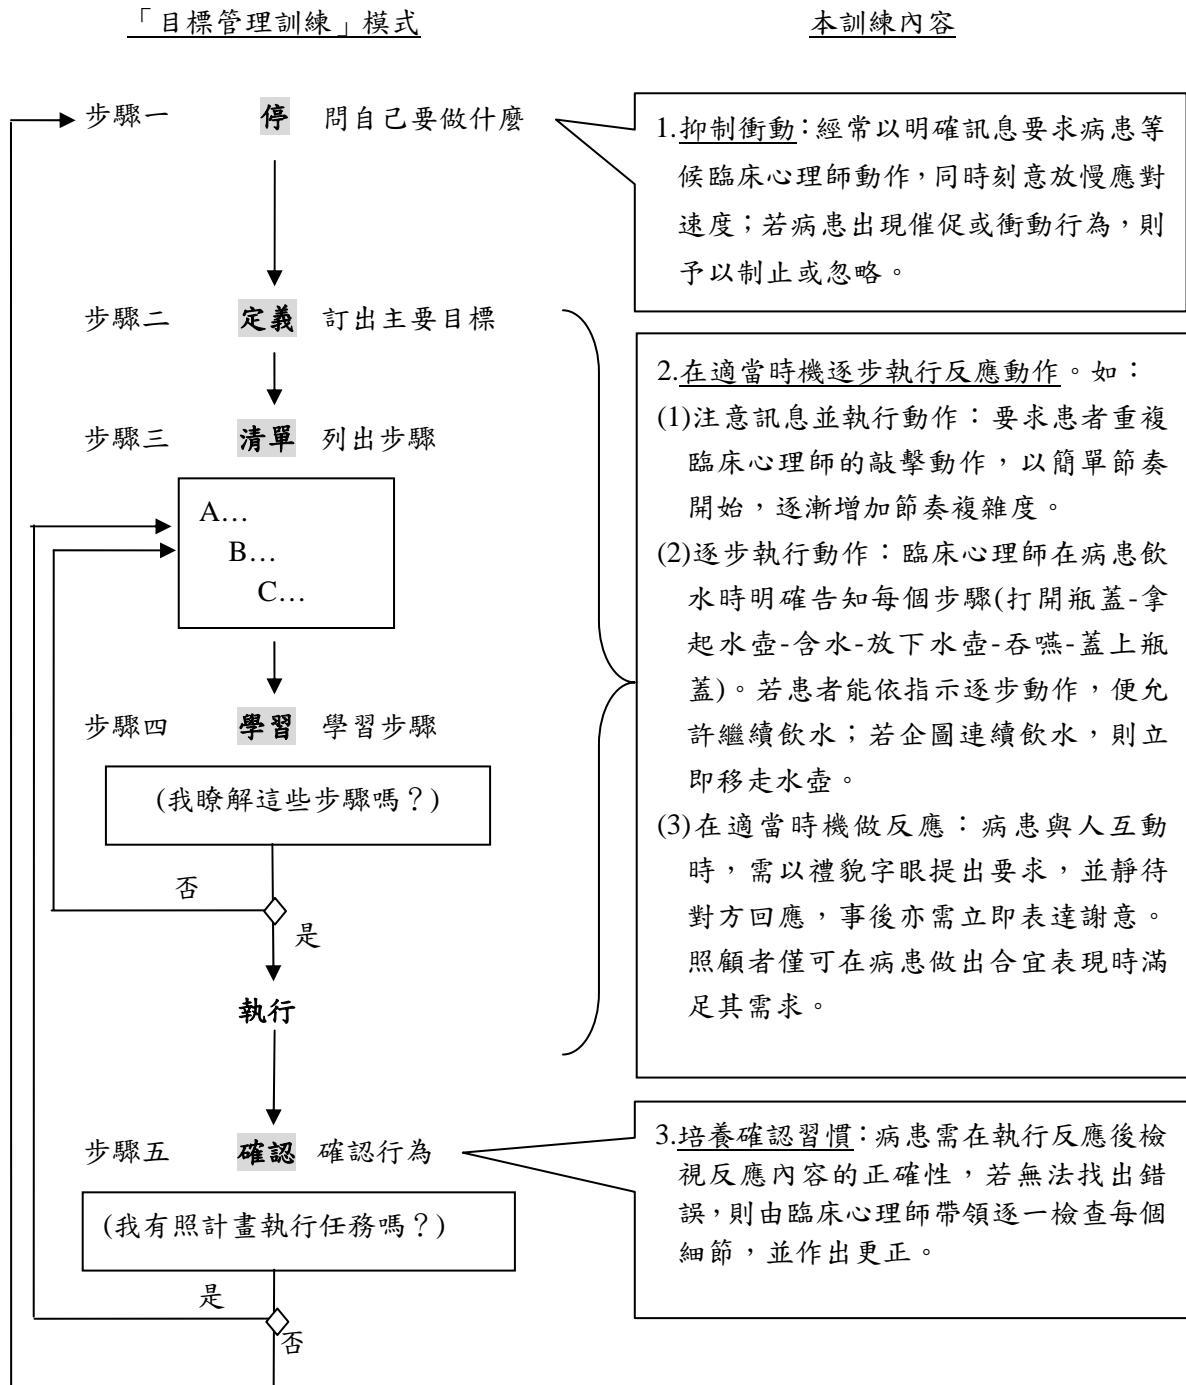 「目標管理訓練」模式
本訓練內容
步驟一 停 問自己要做什麼
1.抑制衝動：經常以明確訊息要求病患等
候臨床心理師動作，同時刻意放慢應對
速度；若病患出現催促或衝動行為，則
予以制止或忽略。
步驟二 定義 訂出主要目標
步驟三 清單 列出步驟
A…
B…
C…
步驟四 學習 學習步驟
(我瞭解這些步驟嗎？)
否
是
執行
2.在適當時機逐步執行反應動作。如：
(1)注意訊息並執行動作：要求患者重複
臨床心理師的敲擊動作，以簡單節奏
開始，逐漸增加節奏複雜度。
(2)逐步執行動作：臨床心理師在病患飲
水時明確告知每個步驟(打開瓶蓋-拿
起水壺-含水-放下水壺-吞嚥-蓋上瓶
蓋)。若患者能依指示逐步動作，便允
許繼續飲水；若企圖連續飲水，則立
即移走水壺。
(3)在適當時機做反應：病患與人互動
時，需以禮貌字眼提出要求，並靜待
對方回應，事後亦需立即表達謝意。
照顧者僅可在病患做出合宜表現時滿
足其需求。
步驟五 確認 確認行為
(我有照計畫執行任務嗎？)
是
否
3.培養確認習慣：病患需在執行反應後檢
視反應內容的正確性，若無法找出錯
誤，則由臨床心理師帶領逐一檢查每個
細節，並作出更正。